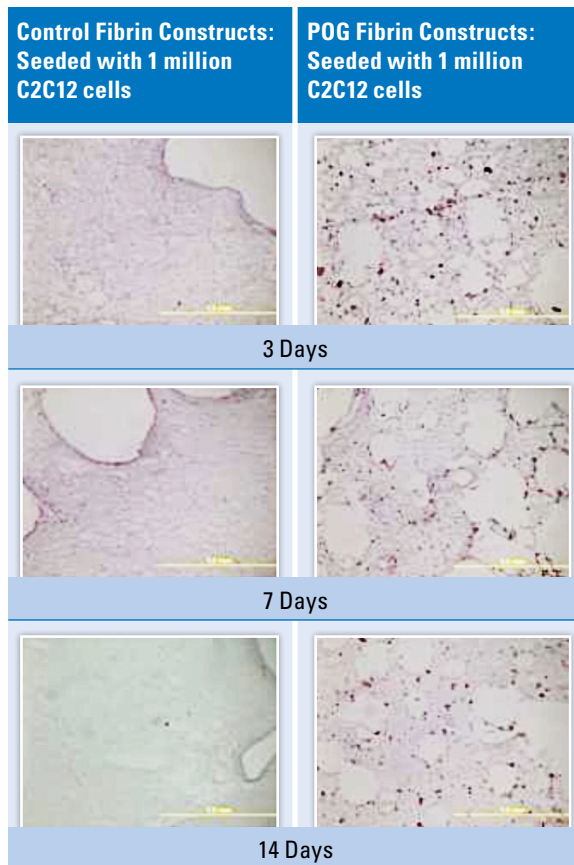 Control Fibrin Constructs:
Seeded with 1 million
C2C12 cells
POG Fibrin Constructs:
Seeded with 1 million
C2C12 cells
3 Days
7 Days
14 Days